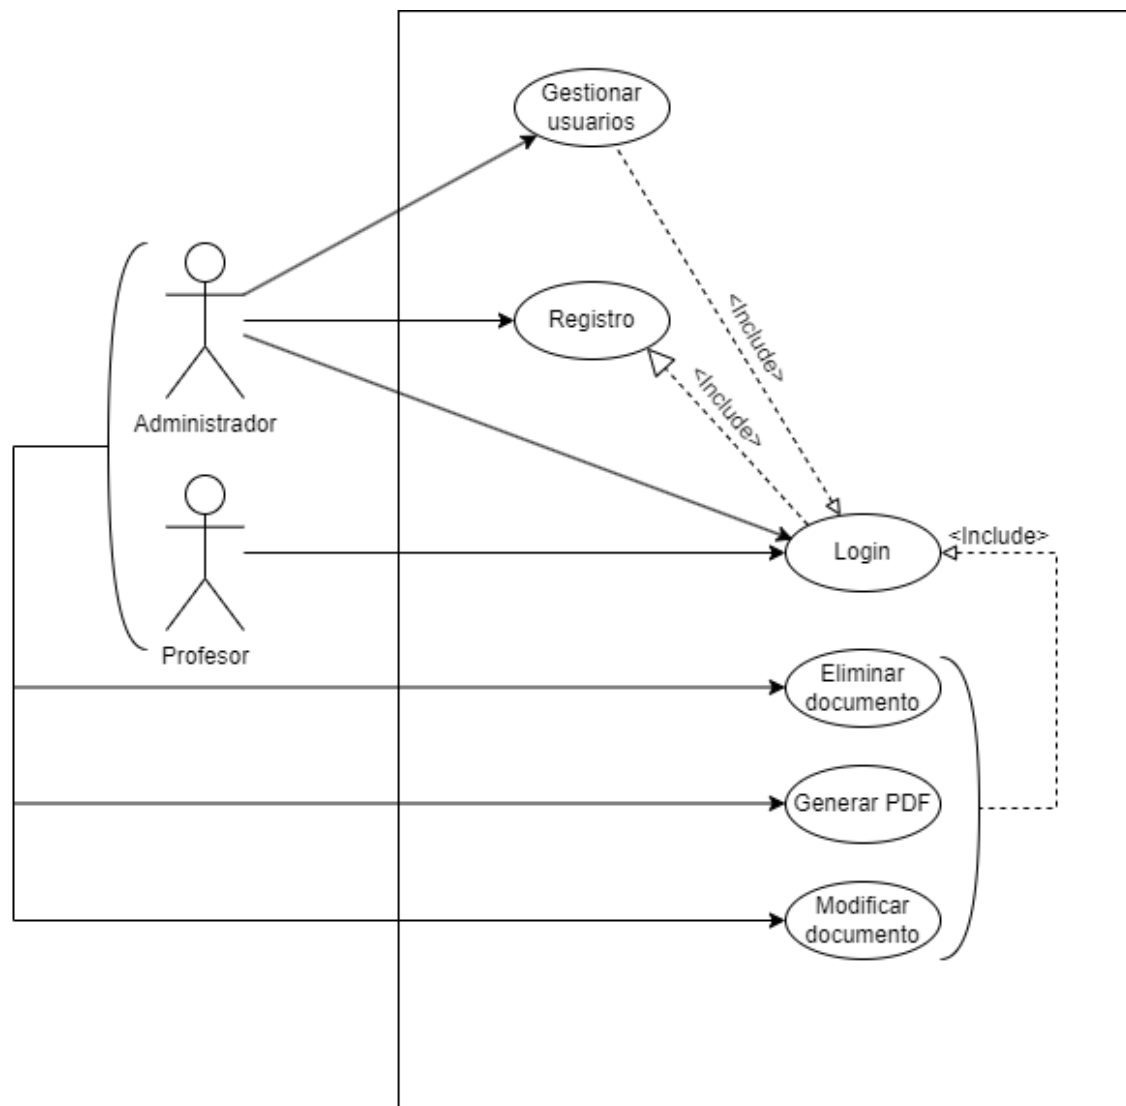 Gestionar
usuarios
<Include>
Registro
<Include>
Administrador
Login
<Include>
Profesor
Eliminar
documento
Generar PDF
Modificar
documento